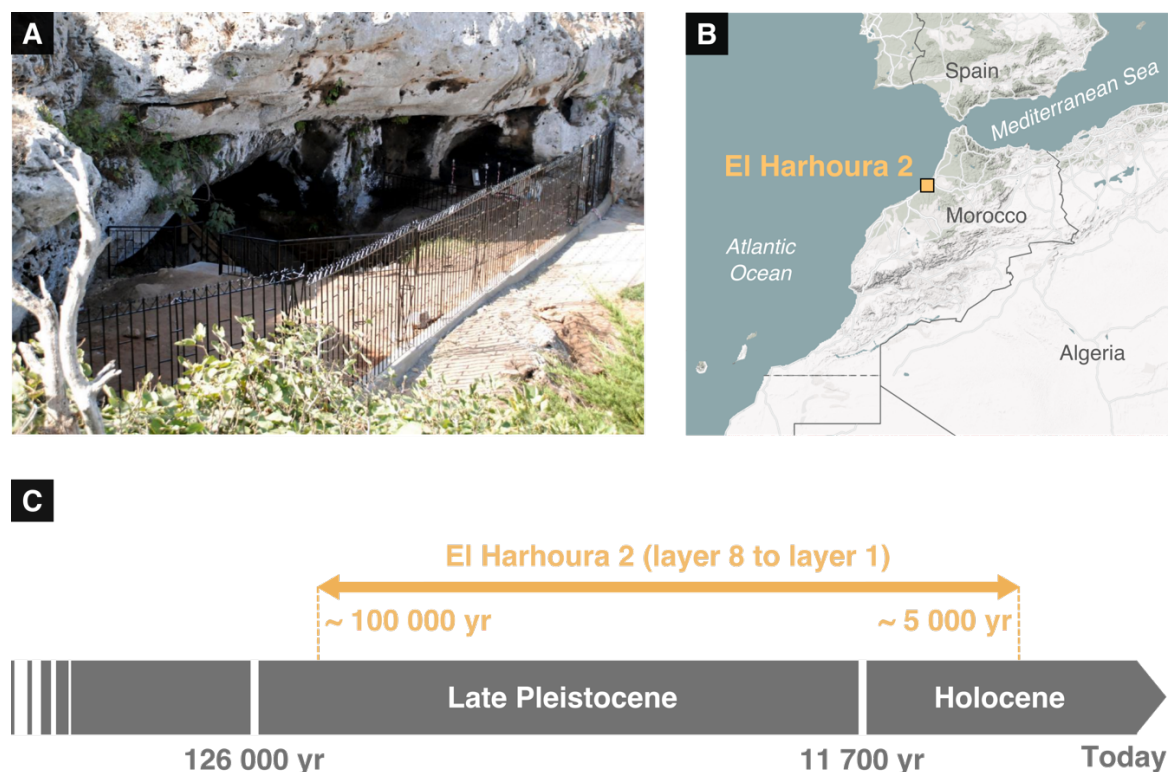 A
B
Spain
Mediterranean Sea
El Harhoura 2
Morocco
Atlantic
Ocean
Algeria
C
El Harhoura 2 (layer 8 to layer 1)
~ 100 000 yr
~ 5 000 yr
Late Pleistocene
Holocene
126 000 yr
11 700 yr
Today